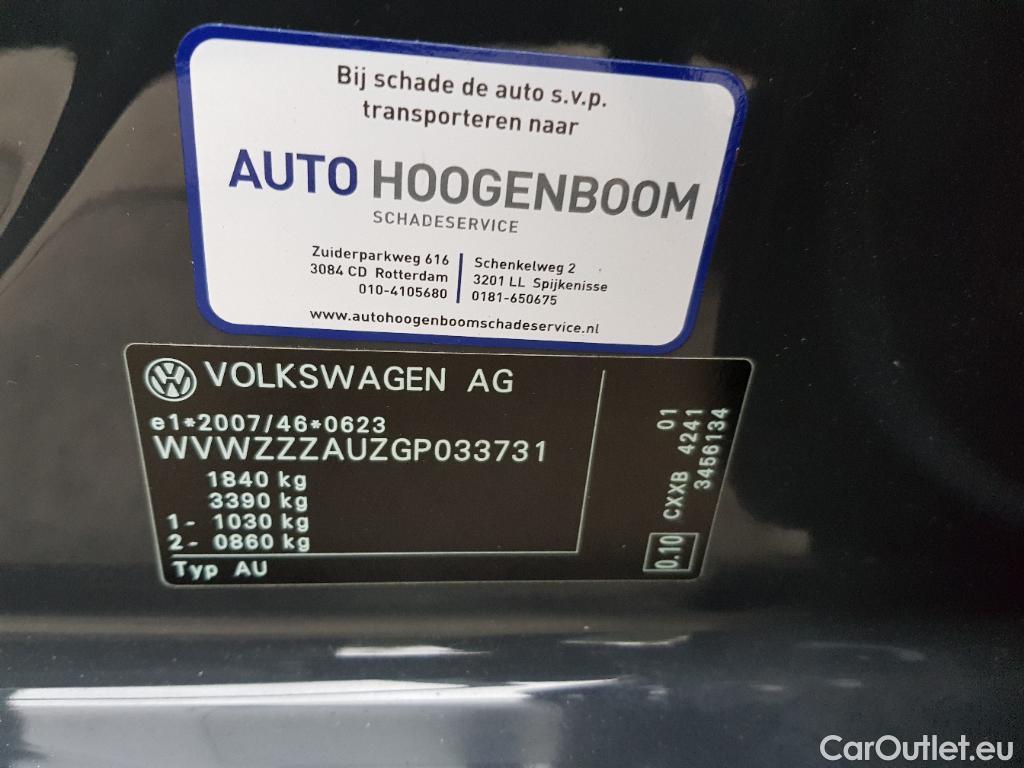 Bij schade de auto s.v.p.
transporteren naar
AUTO HOOGENBOOM
SCHADESERVICE
Zuiderparkweg 616
3084 CD Rotterdam
010-4105680
Schenkelweg 2
3201 LL Spijkenisse
0181-650675
www.autohoogenboomschadeservice.nl
VOLKSWAGEN AG
e1*2007/46*0623
WVWZZZAUZGP033731
1840 kg
3390 kg
1- 1030 kg
2- 0860 kg
Typ AU
0.10 CXXB 4241 01
3456134
CarOutlet.eu